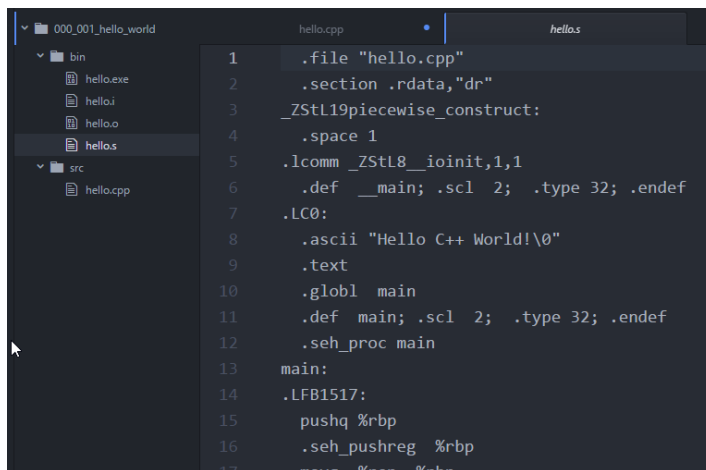 000_001_hello_world
bin
hello.exe
hello.i
hello.o
hello.s
src
hello.cpp
hello.cpp
hello.s
1 .file "hello.cpp"
2 .section .rdata,"dr"
3 _ZStL19piecewise_construct:
4 .space 1
5 .lcomm _ZStL8__ioinit,1,1
6 .def __main; .scl 2; .type 32; .endef
7 .LC0:
8 .ascii "Hello C++ World!\0"
9 .text
10 .globl main
11 .def main; .scl 2; .type 32; .endef
12 .seh_proc main
13 main:
14 .LFB1517:
15 pushq %rbp
16 .seh_pushreg %rbp